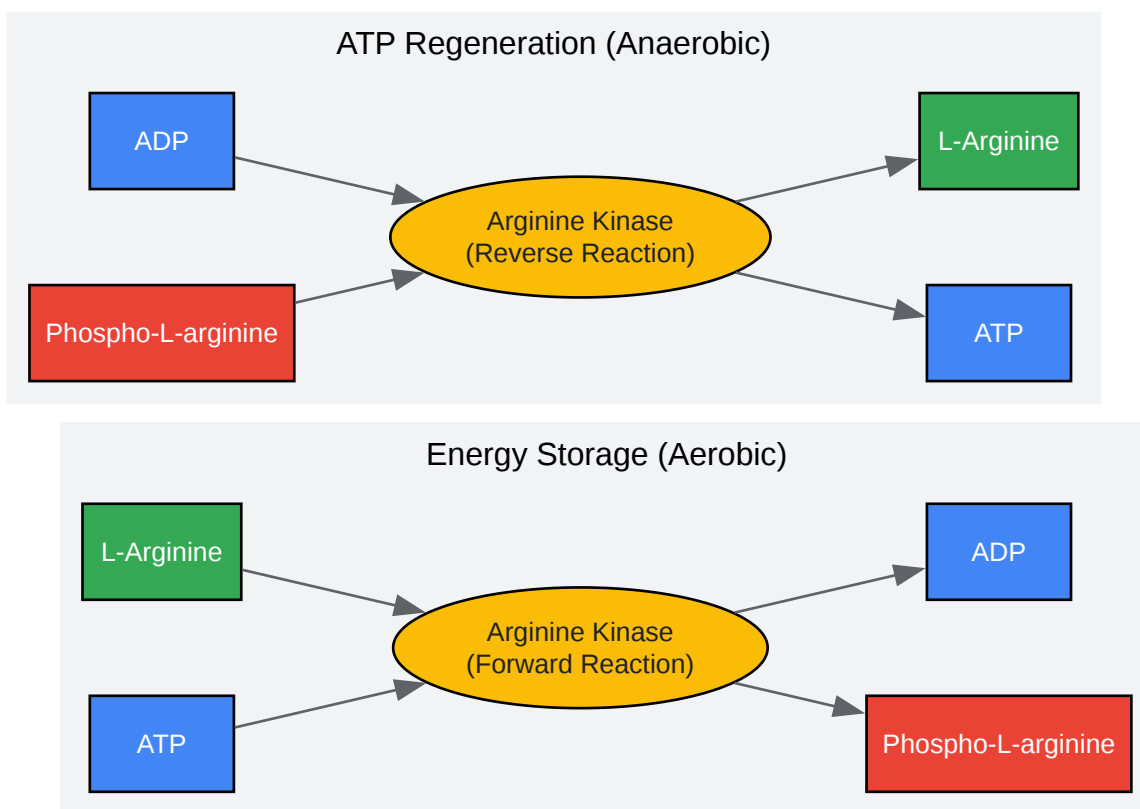 ATP Regeneration (Anaerobic)
ADP
L-Arginine
Arginine Kinase
(Reverse Reaction)
Phospho-L-arginine
ATP
Energy Storage (Aerobic)
L-Arginine
ADP
Arginine Kinase
(Forward Reaction)
ATP
Phospho-L-arginine